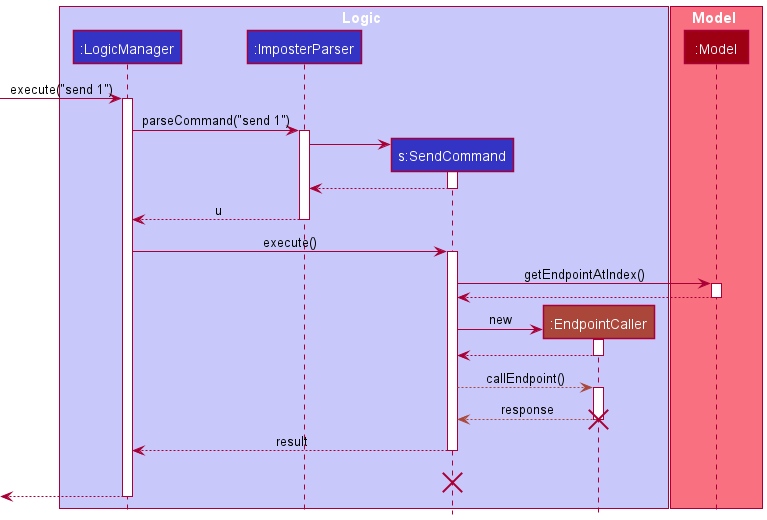 Logic
Model
:LogicManager
:ImposterParser
:Model
execute("send 1")
parseCommand("send 1")
s:SendCommand
u
execute()
getEndpointAtIndex()
new
:EndpointCaller
callEndpoint()
response
result